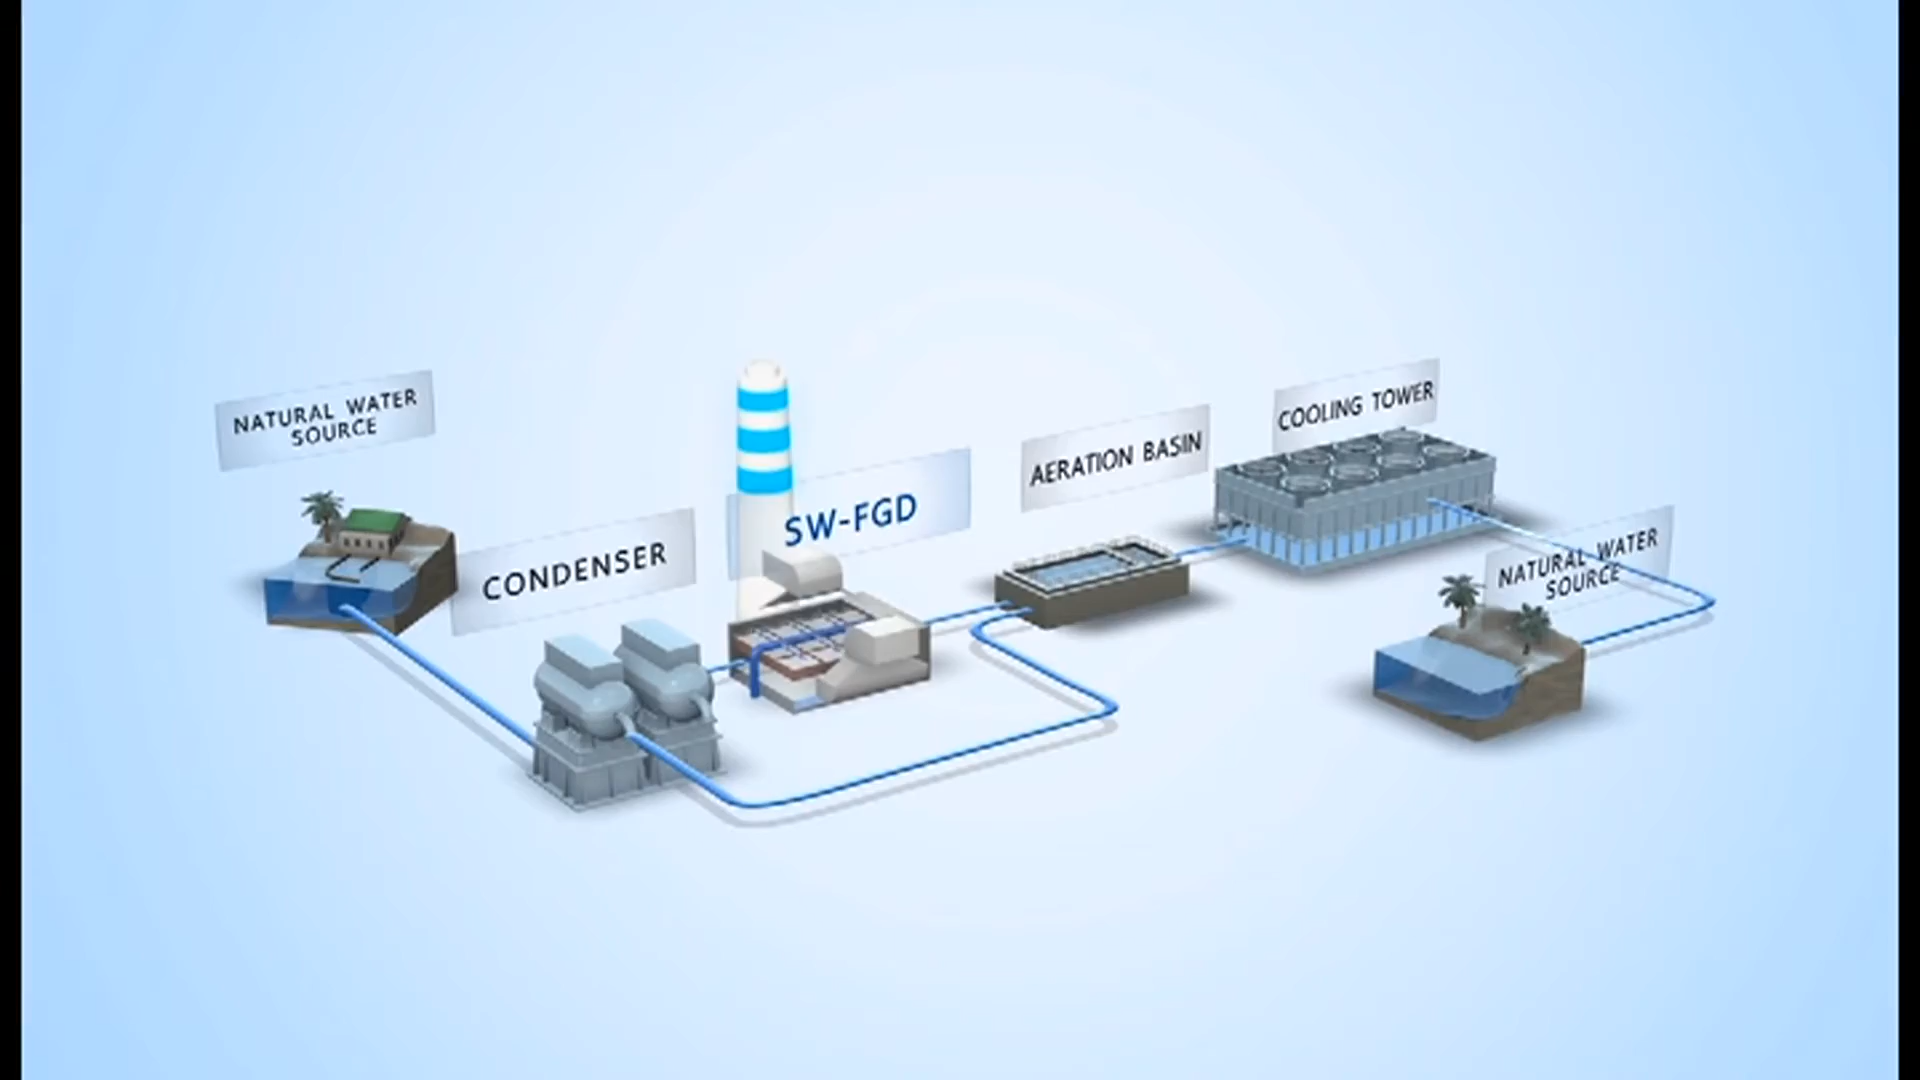 NATURAL WATER
SOURCE
CONDENSER
SW-FGD
AERATION BASIN
COOLING TOWER
NATURAL WATER
SOURCE